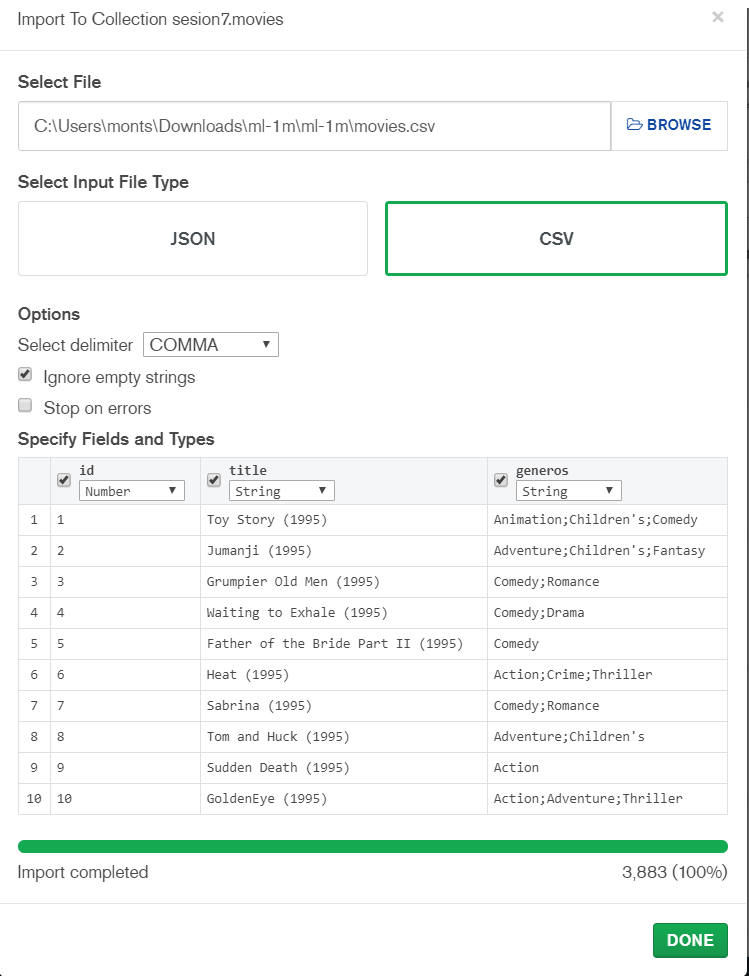 Import To Collection sesion7.movies
×
Select File
C:\Users\monts\Downloads\ml-1m\ml-1m\movies.csv BROWSE
Select Input File Type
JSON CSV
Options
Select delimiter COMMA
Ignore empty strings
Stop on errors
Specify Fields and Types
id title generos
Number String String
1 1 Toy Story (1995) Animation;Children's;Comedy
2 2 Jumanji (1995) Adventure;Children's;Fantasy
3 3 Grumpier Old Men (1995) Comedy;Romance
4 4 Waiting to Exhale (1995) Comedy;Drama
5 5 Father of the Bride Part II (1995) Comedy
6 6 Heat (1995) Action;Crime;Thriller
7 7 Sabrina (1995) Comedy;Romance
8 8 Tom and Huck (1995) Adventure;Children's
9 9 Sudden Death (1995) Action
10 10 GoldenEye (1995) Action;Adventure;Thriller
Import completed 3,883 (100%)
DONE